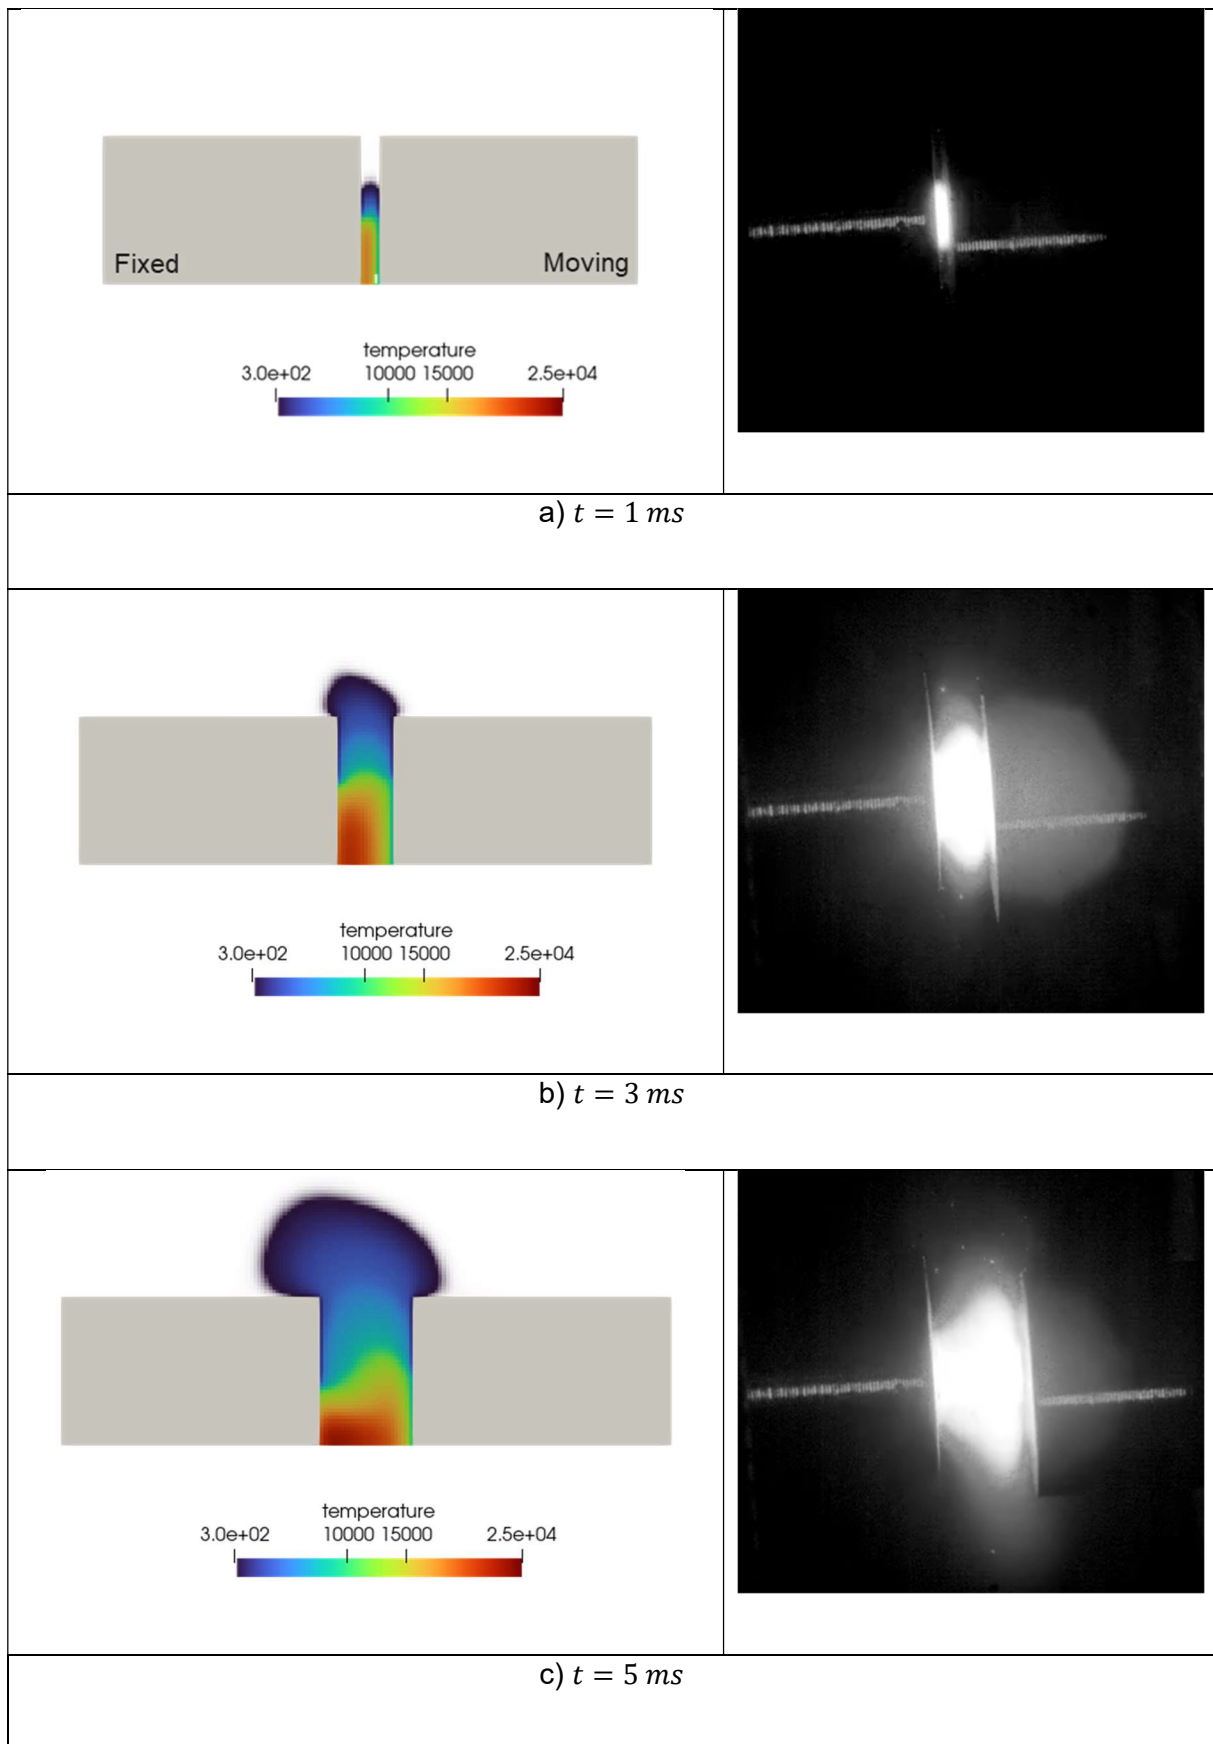 Fixed Moving
temperature
3.0e+02 10000 15000 2.5e+04
a) t = 1 ms
temperature
3.0e+02 10000 15000 2.5e+04
b) t = 3 ms
temperature
3.0e+02 10000 15000 2.5e+04
c) t = 5 ms